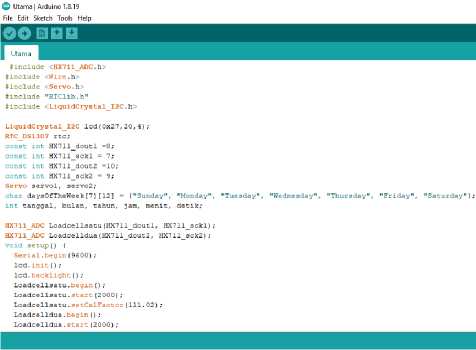 Utama | Arduino 1.8.19
File Edit Sketch Tools Help
Utama
#include <HX711_ADC.h>
#include <Wire.h>
#include <Servo.h>
#include "RTClib.h"
#include <LiquidCrystal_I2C.h>
LiquidCrystal_I2C lcd(0x27,20,4);
RTC_DS1307 rtc;
const int HX711_dout1 =8;
const int HX711_sck1 = 7;
const int HX711_dout2 =10;
const int HX711_sck2 = 9;
Servo servo1, servo2;
char daysOfTheWeek[7][12] = {"Sunday", "Monday", "Tuesday", "Wednesday", "Thursday", "Friday", "Saturday"};
int tanggal, bulan, tahun, jam, menit, detik;
HX711_ADC Loadcellsatu(HX711_dout1, HX711_sck1);
HX711_ADC Loadcelldua(HX711_dout2, HX711_sck2);
void setup() {
Serial.begin(9600);
lcd.init();
lcd.backlight();
Loadcellsatu.begin();
Loadcellsatu.start(2000);
Loadcellsatu.setCalFactor(111.02);
Loadcelldua.begin();
Loadcelldua.start(2000);